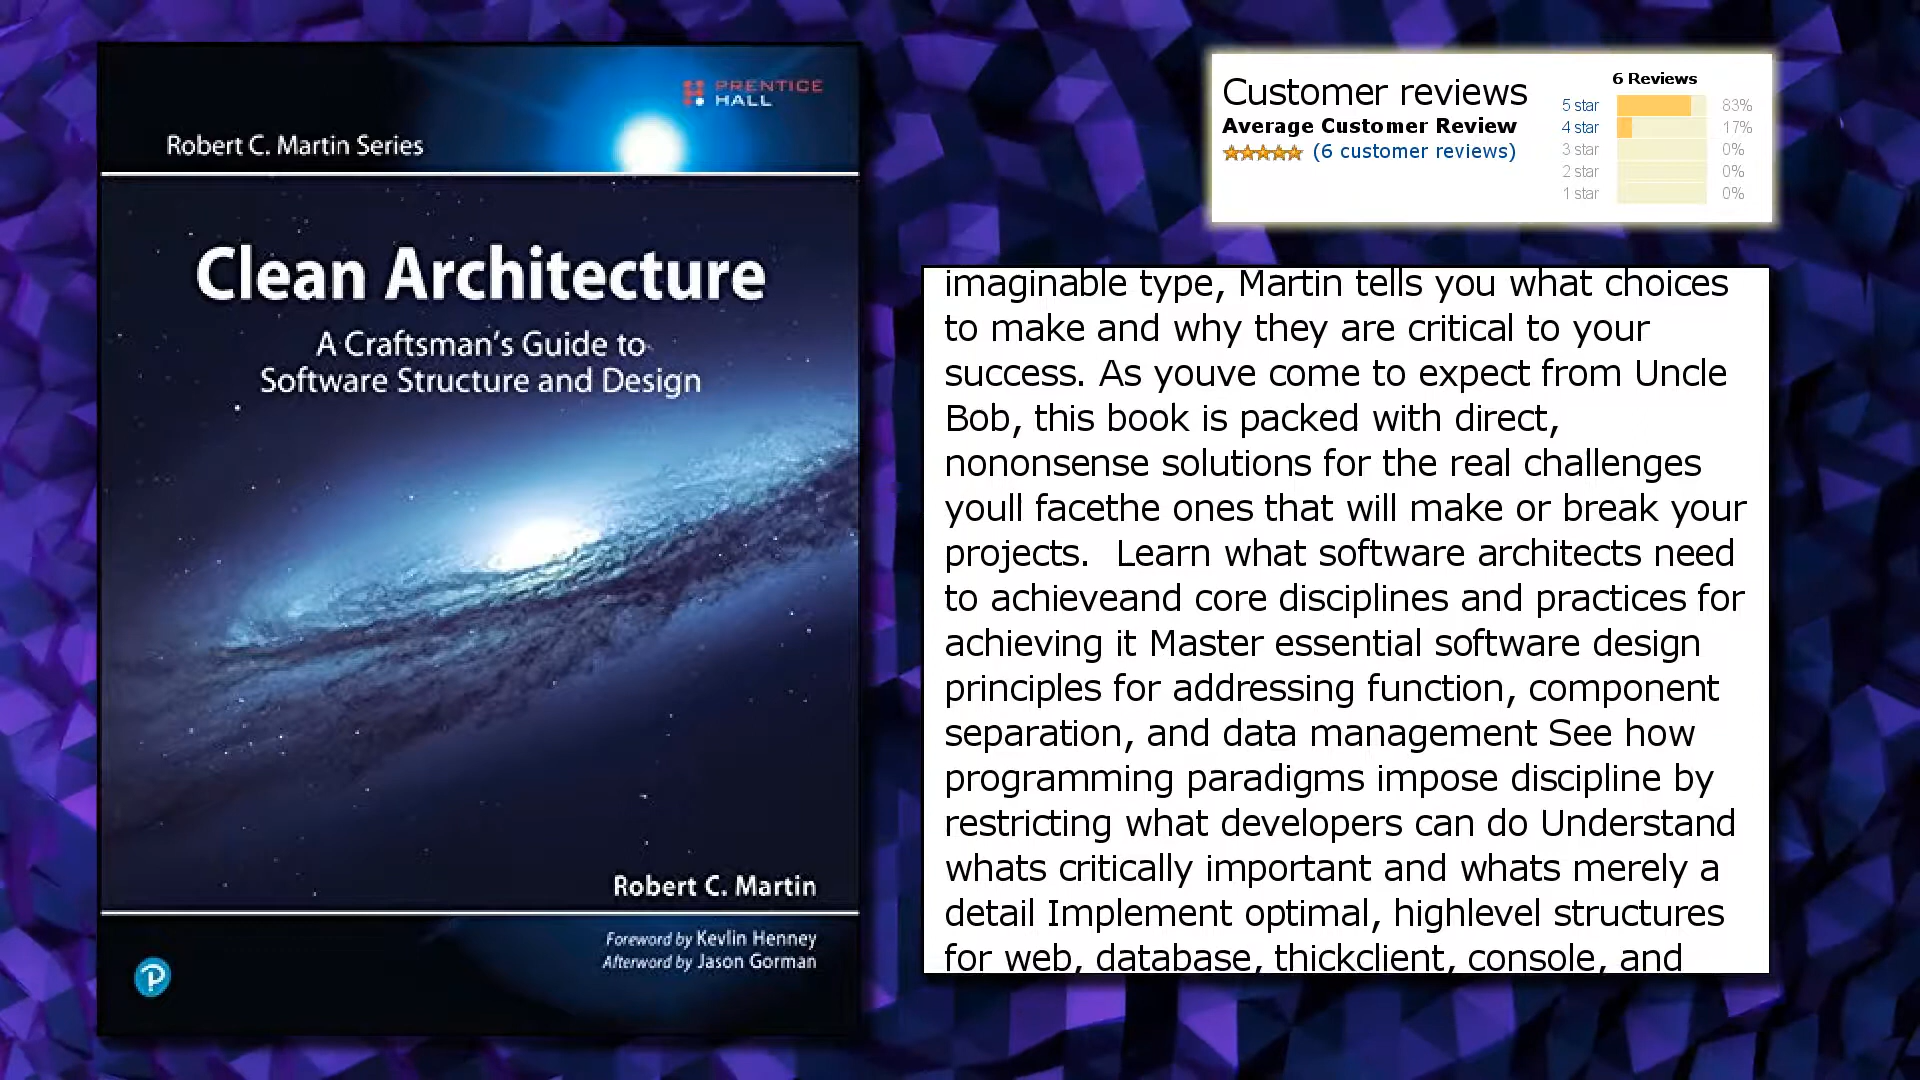 PRENTICE
HALL
Robert C. Martin Series
Clean Architecture
A Craftsman's Guide to
Software Structure and Design
Robert C. Martin
Foreword by Kevlin Henney
Afterword by Jason Gorman
Customer reviews
Average Customer Review
(6 customer reviews)
6 Reviews
5 star 83%
4 star 17%
3 star 0%
2 star 0%
1 star 0%
imaginable type, Martin tells you what choices
to make and why they are critical to your
success. As youve come to expect from Uncle
Bob, this book is packed with direct,
nononsense solutions for the real challenges
youll facethe ones that will make or break your
projects.  Learn what software architects need
to achieveand core disciplines and practices for
achieving it Master essential software design
principles for addressing function, component
separation, and data management See how
programming paradigms impose discipline by
restricting what developers can do Understand
whats critically important and whats merely a
detail Implement optimal, highlevel structures
for web, database, thickclient, console, and